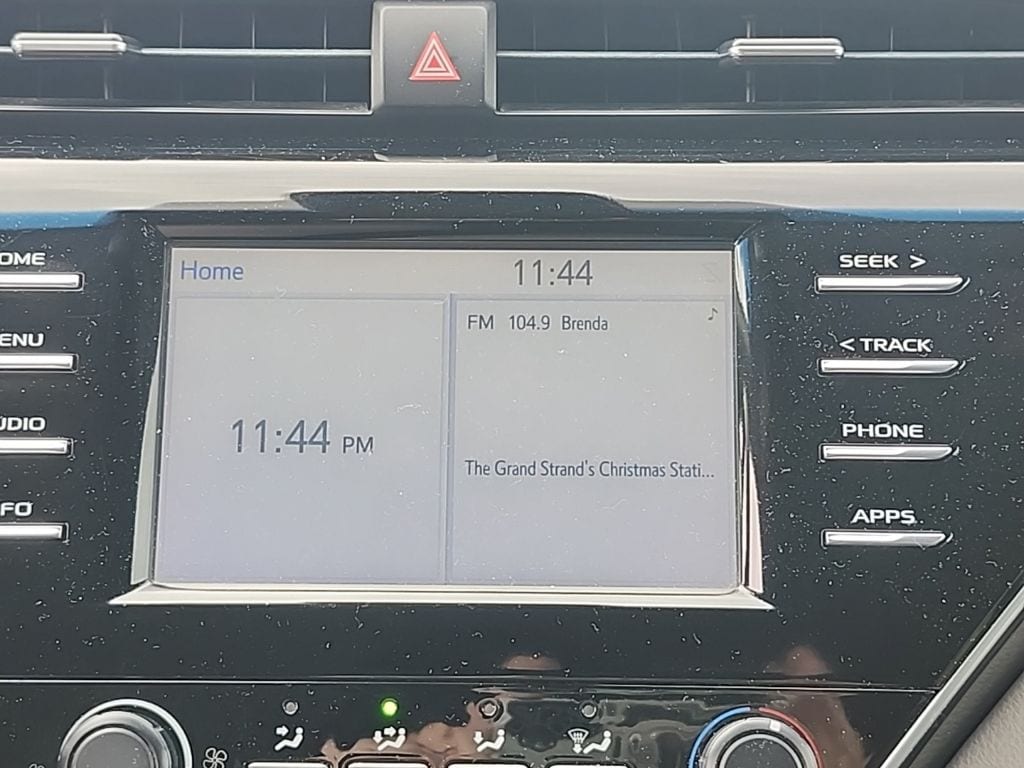 Home 11:44
OME
ENU
UDIO
FO
11:44 PM
FM 104.9 Brenda
The Grand Strand's Christmas Stati...
SEEK >
< TRACK
PHONE
APPS